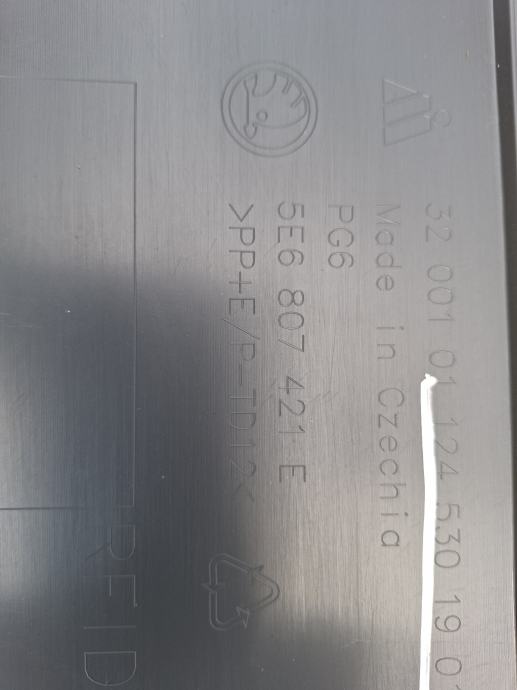 32 001 01 124 530 19 0
Made in Czechia
PG6
5E6 807 421 E
>PP+E/P-TD12<
RFID